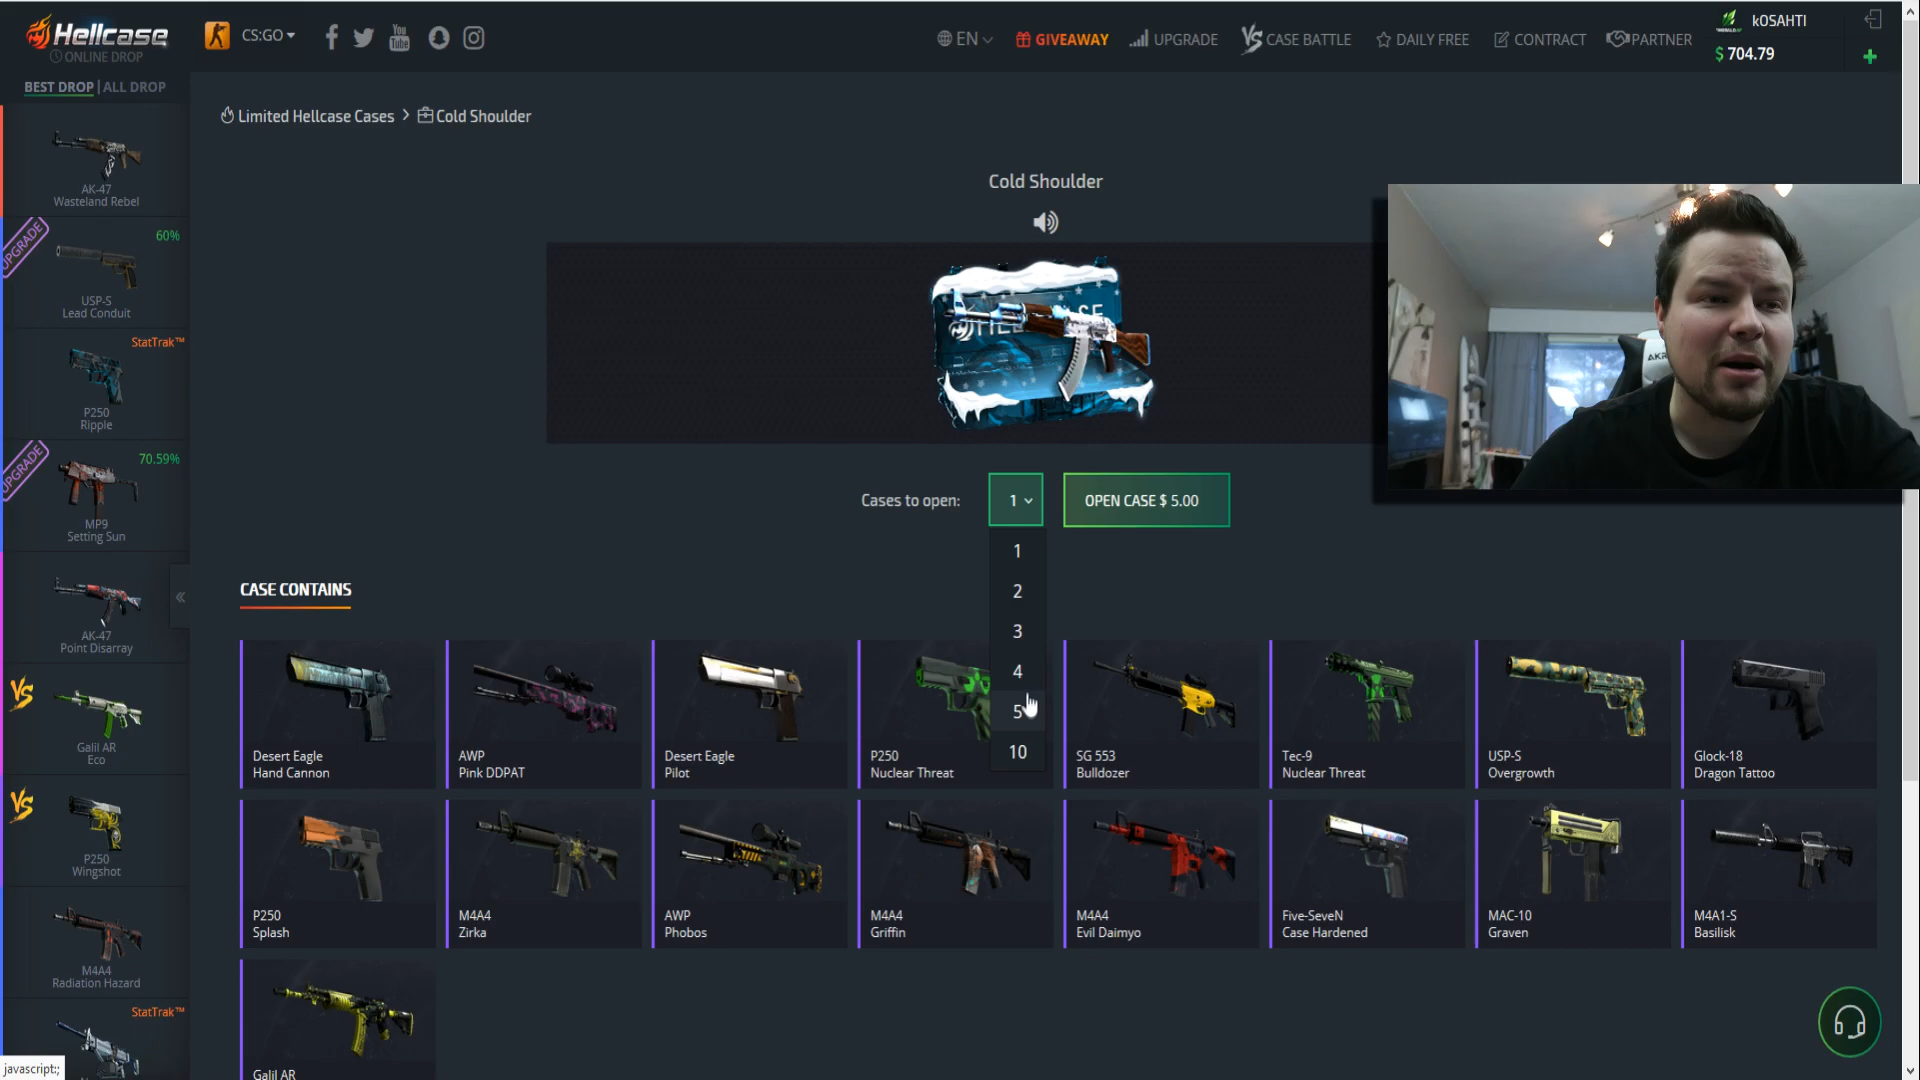 Hellcase
ONLINE DROP
CS:GO
EN
GIVEAWAY
UPGRADE
VS CASE BATTLE
DAILY FREE
CONTRACT
PARTNER
kOSAHTI
$ 704.79
BEST DROP | ALL DROP
AK-47
Wasteland Rebel
UPGRADE
60%
USP-S
Lead Conduit
StatTrak™
P250
Ripple
UPGRADE
70.59%
MP9
Setting Sun
AK-47
Point Disarray
VS
Galil AR
Eco
VS
P250
Wingshot
M4A4
Radiation Hazard
StatTrak™
javascript:;
Limited Hellcase Cases > Cold Shoulder
Cold Shoulder
Cases to open:
1
OPEN CASE $ 5.00
1
2
3
4
5
10
CASE CONTAINS
Desert Eagle
Hand Cannon
AWP
Pink DDPAT
Desert Eagle
Pilot
P250
Nuclear Threat
SG 553
Bulldozer
Tec-9
Nuclear Threat
USP-S
Overgrowth
Glock-18
Dragon Tattoo
P250
Splash
M4A4
Zirka
AWP
Phobos
M4A4
Griffin
M4A4
Evil Daimyo
Five-SeveN
Case Hardened
MAC-10
Graven
M4A1-S
Basilisk
Galil AR